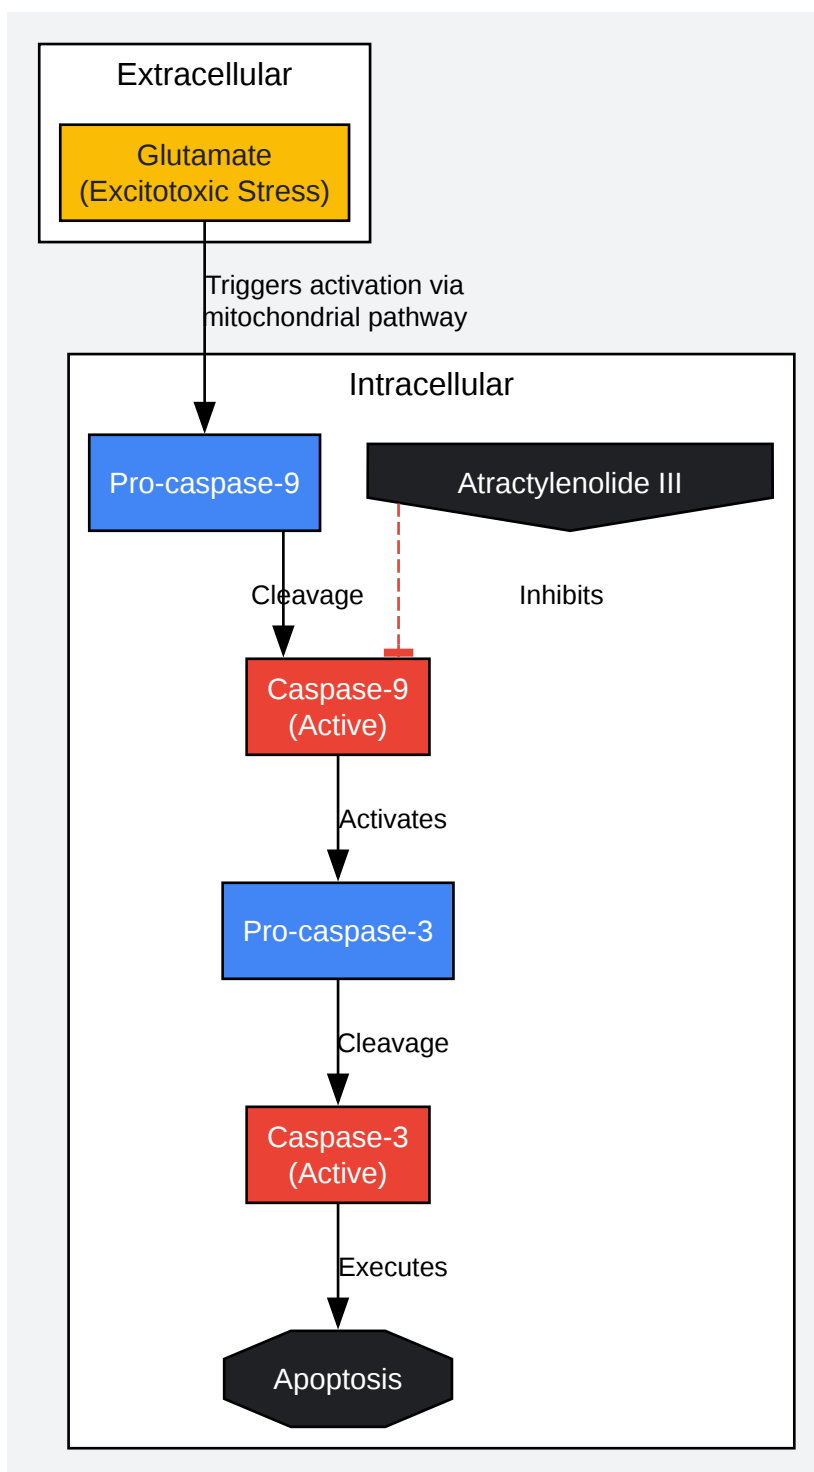 Extracellular
Glutamate
(Excitotoxic Stress)
Triggers activation via
mitochondrial pathway
Intracellular
Pro-caspase-9
Atractylenolide III
Cleavage
Inhibits
Caspase-9
(Active)
Activates
Pro-caspase-3
Cleavage
Caspase-3
(Active)
Executes
Apoptosis